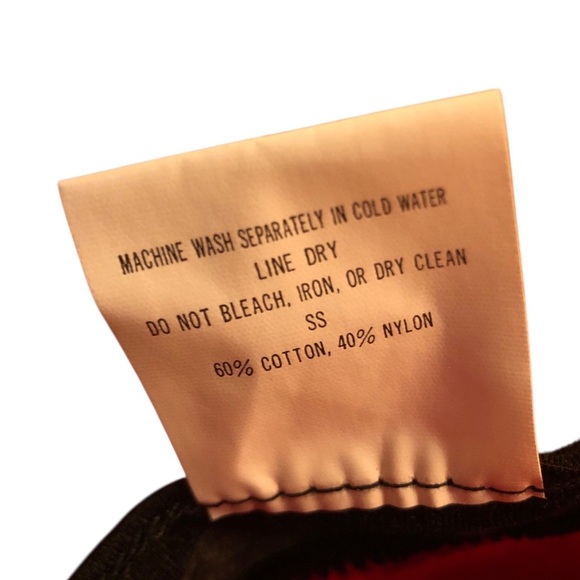 MACHINE WASH SEPARATELY IN COLD WATER
LINE DRY
DO NOT BLEACH, IRON, OR DRY CLEAN
SS
60% COTTON, 40% NYLON